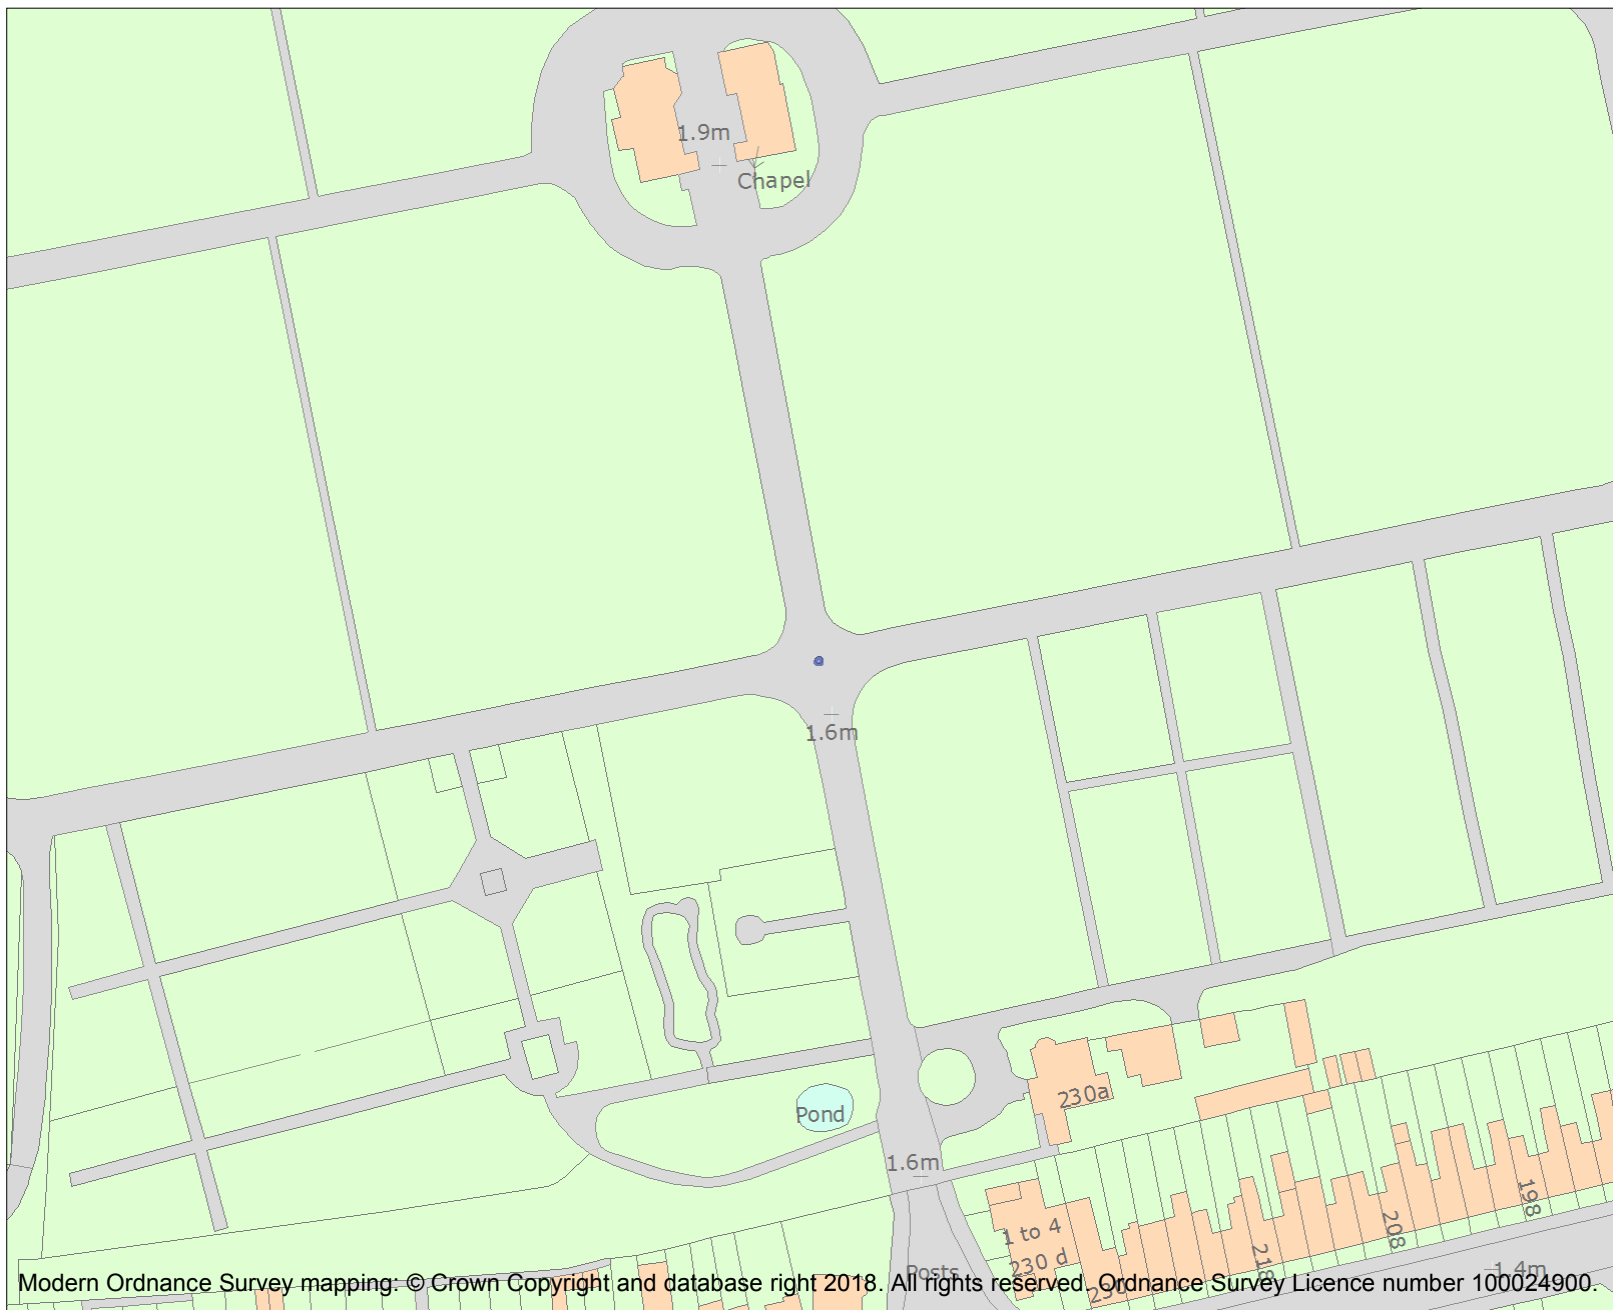 1.9m
Chapel
1.6m
230a
Pond
1.6m
198
1 to 4
208
230 d
218
Posts
1.4m
230
Modern Ordnance Survey mapping: © Crown Copyright and database right 2018. All rights reserved. Ordnance Survey Licence number 100024900.